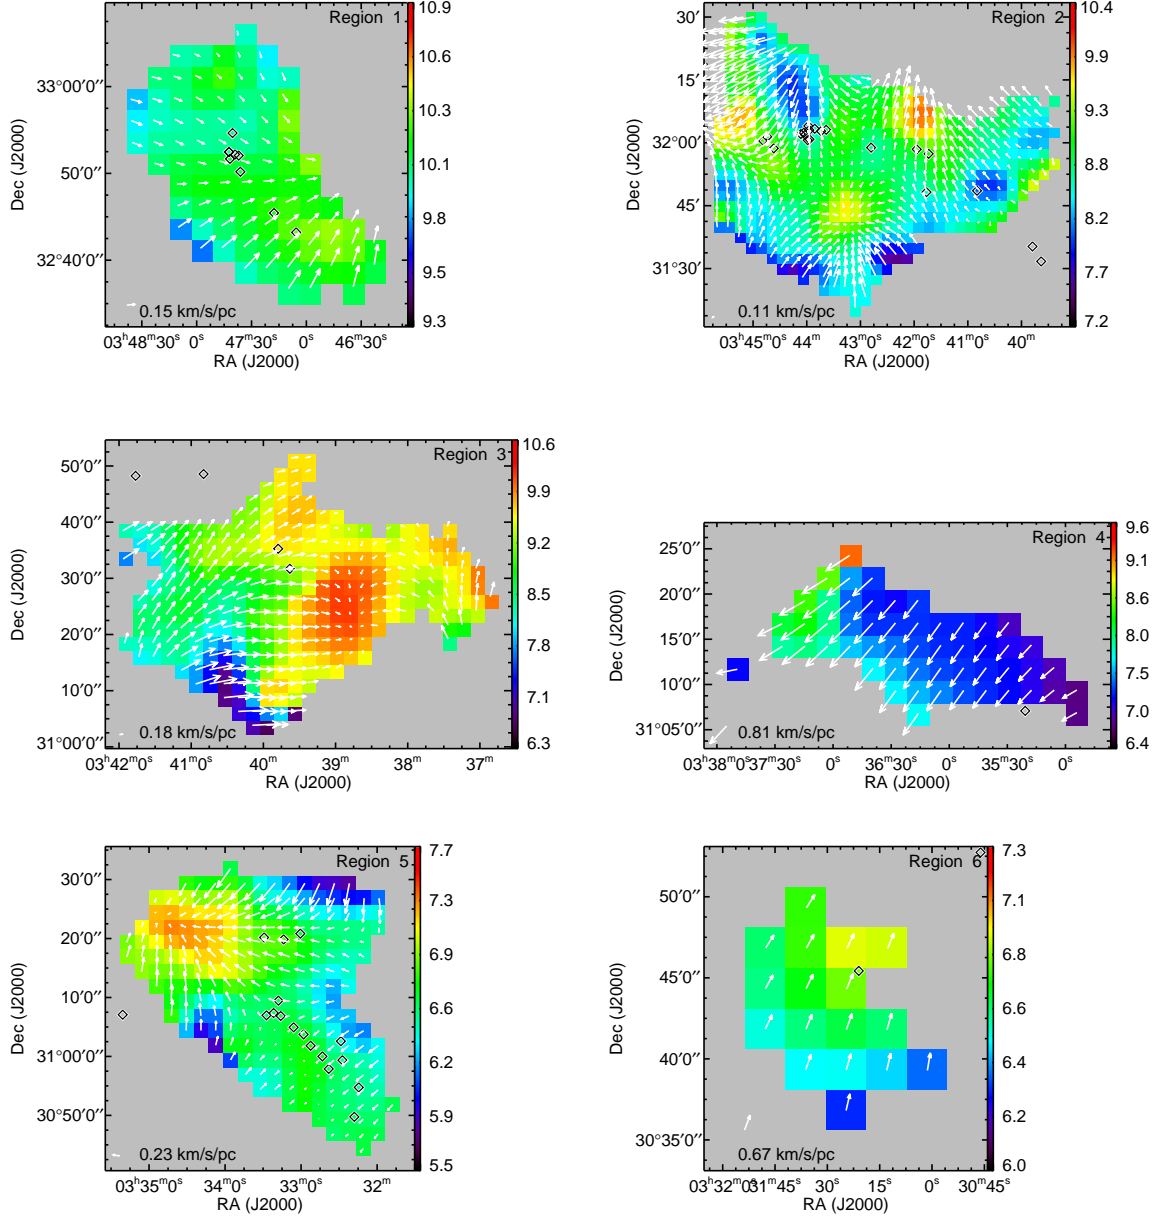 Region 1
33°00′0″
50′0″
32°40′0″
Dec (J2000)
0.15 km/s/pc
03h48m30s 0s 47m30s 0s 46m30s
RA (J2000)
10.9
10.6
10.3
10.1
9.8
9.5
9.3
Region 2
30′
15′
32°00′
45′
31°30′
Dec (J2000)
0.11 km/s/pc
03h45m0s 44m 43m0s 42m0s 41m0s 40m
RA (J2000)
10.4
9.9
9.3
8.8
8.2
7.7
7.2
Region 3
50′0″
40′0″
30′0″
20′0″
10′0″
31°00′0″
Dec (J2000)
0.18 km/s/pc
03h42m0s 41m0s 40m 39m0s 38m 37m
RA (J2000)
10.6
9.9
9.2
8.5
7.8
7.1
6.3
Region 4
25′0″
20′0″
15′0″
10′0″
31°05′0″
Dec (J2000)
0.81 km/s/pc
03h38m0s37m30s 0s 36m30s 0s 35m30s 0s
RA (J2000)
9.6
9.1
8.6
8.0
7.5
7.0
6.4
Region 5
30′0″
20′0″
10′0″
31°00′0″
30°50′0″
Dec (J2000)
0.23 km/s/pc
03h35m0s 34m0s 33m0s 32m
RA (J2000)
7.7
7.3
6.9
6.6
6.2
5.9
5.5
Region 6
50′0″
45′0″
40′0″
30°35′0″
Dec (J2000)
0.67 km/s/pc
03h32m0s31m45s 30s 15s 0s 30m45s
RA (J2000)
7.3
7.1
6.8
6.6
6.4
6.2
6.0